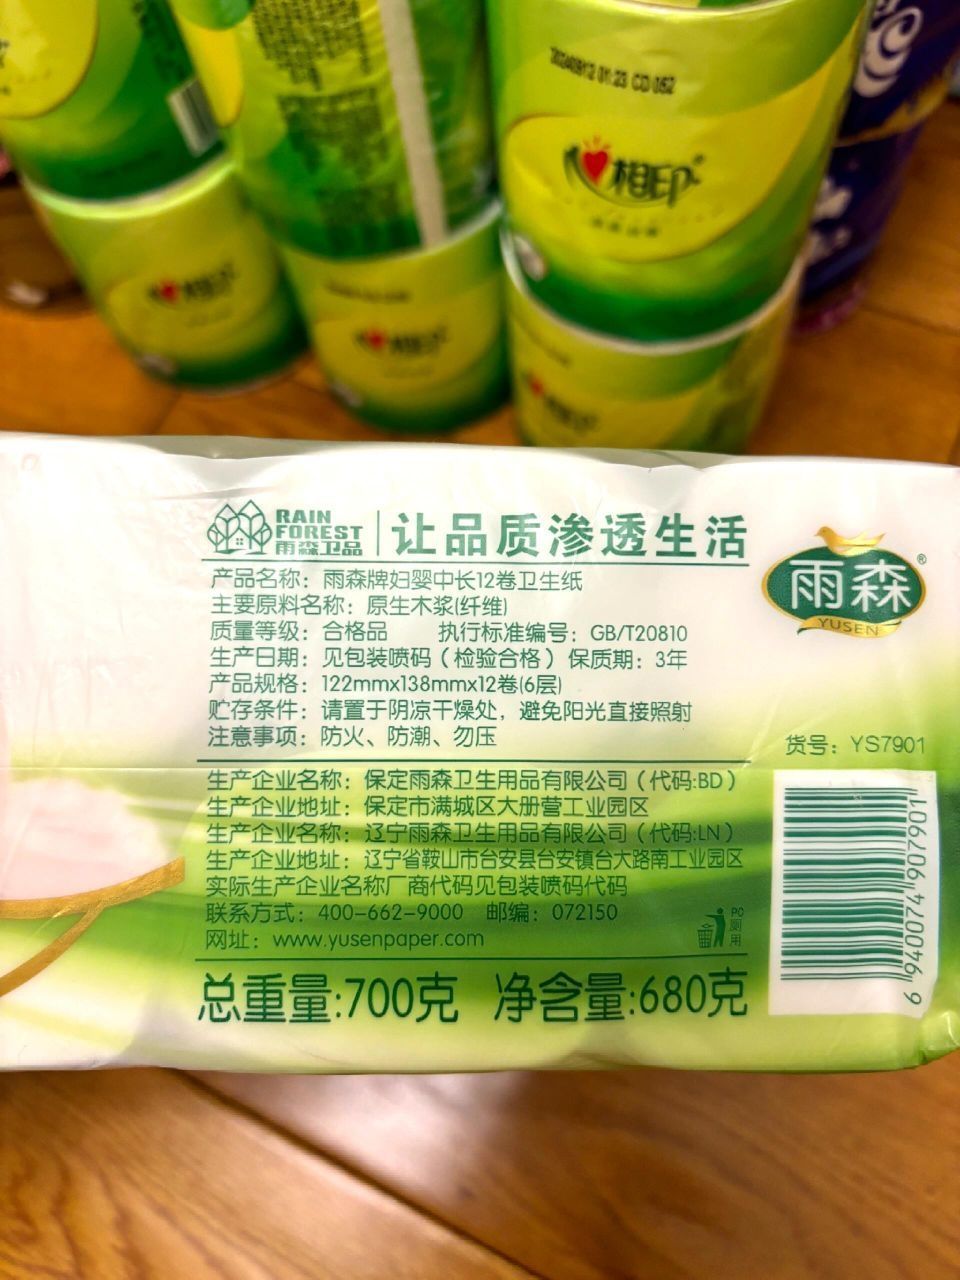 20240912 01:23 CD 062
心相印
心相印
心相印
RAIN
FOREST
雨森卫品
让品质渗透生活
雨森®
YUSEN
产品名称：雨森牌妇婴中长12卷卫生纸
主要原料名称：原生木浆(纤维)
质量等级：合格品 执行标准编号：GB/T20810
生产日期：见包装喷码（检验合格）保质期：3年
产品规格：122mmx138mmx12卷(6层)
贮存条件：请置于阴凉干燥处，避免阳光直接照射
注意事项：防火、防潮、勿压
货号：YS7901
生产企业名称：保定雨森卫生用品有限公司（代码:BD）
生产企业地址：保定市满城区大册营工业园区
生产企业名称：辽宁雨森卫生用品有限公司（代码:LN）
生产企业地址：辽宁省鞍山市台安县台安镇台大路南工业园区
实际生产企业名称厂商代码见包装喷码代码
联系方式：400-662-9000 邮编：072150
网址：www.yusenpaper.com
总重量:700克 净含量:680克
6940074907901